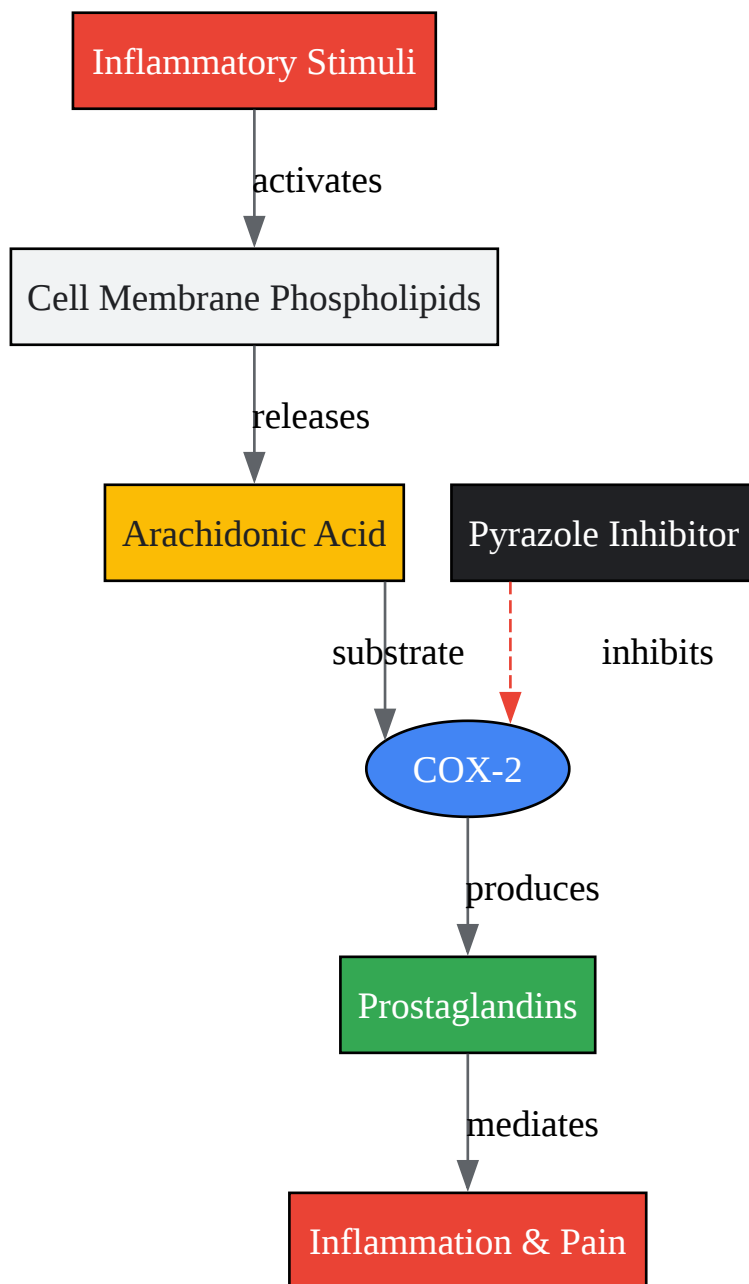 Inflammatory Stimuli
activates
Cell Membrane Phospholipids
releases
Arachidonic Acid
Pyrazole Inhibitor
substrate
inhibits
COX-2
produces
Prostaglandins
mediates
Inflammation & Pain